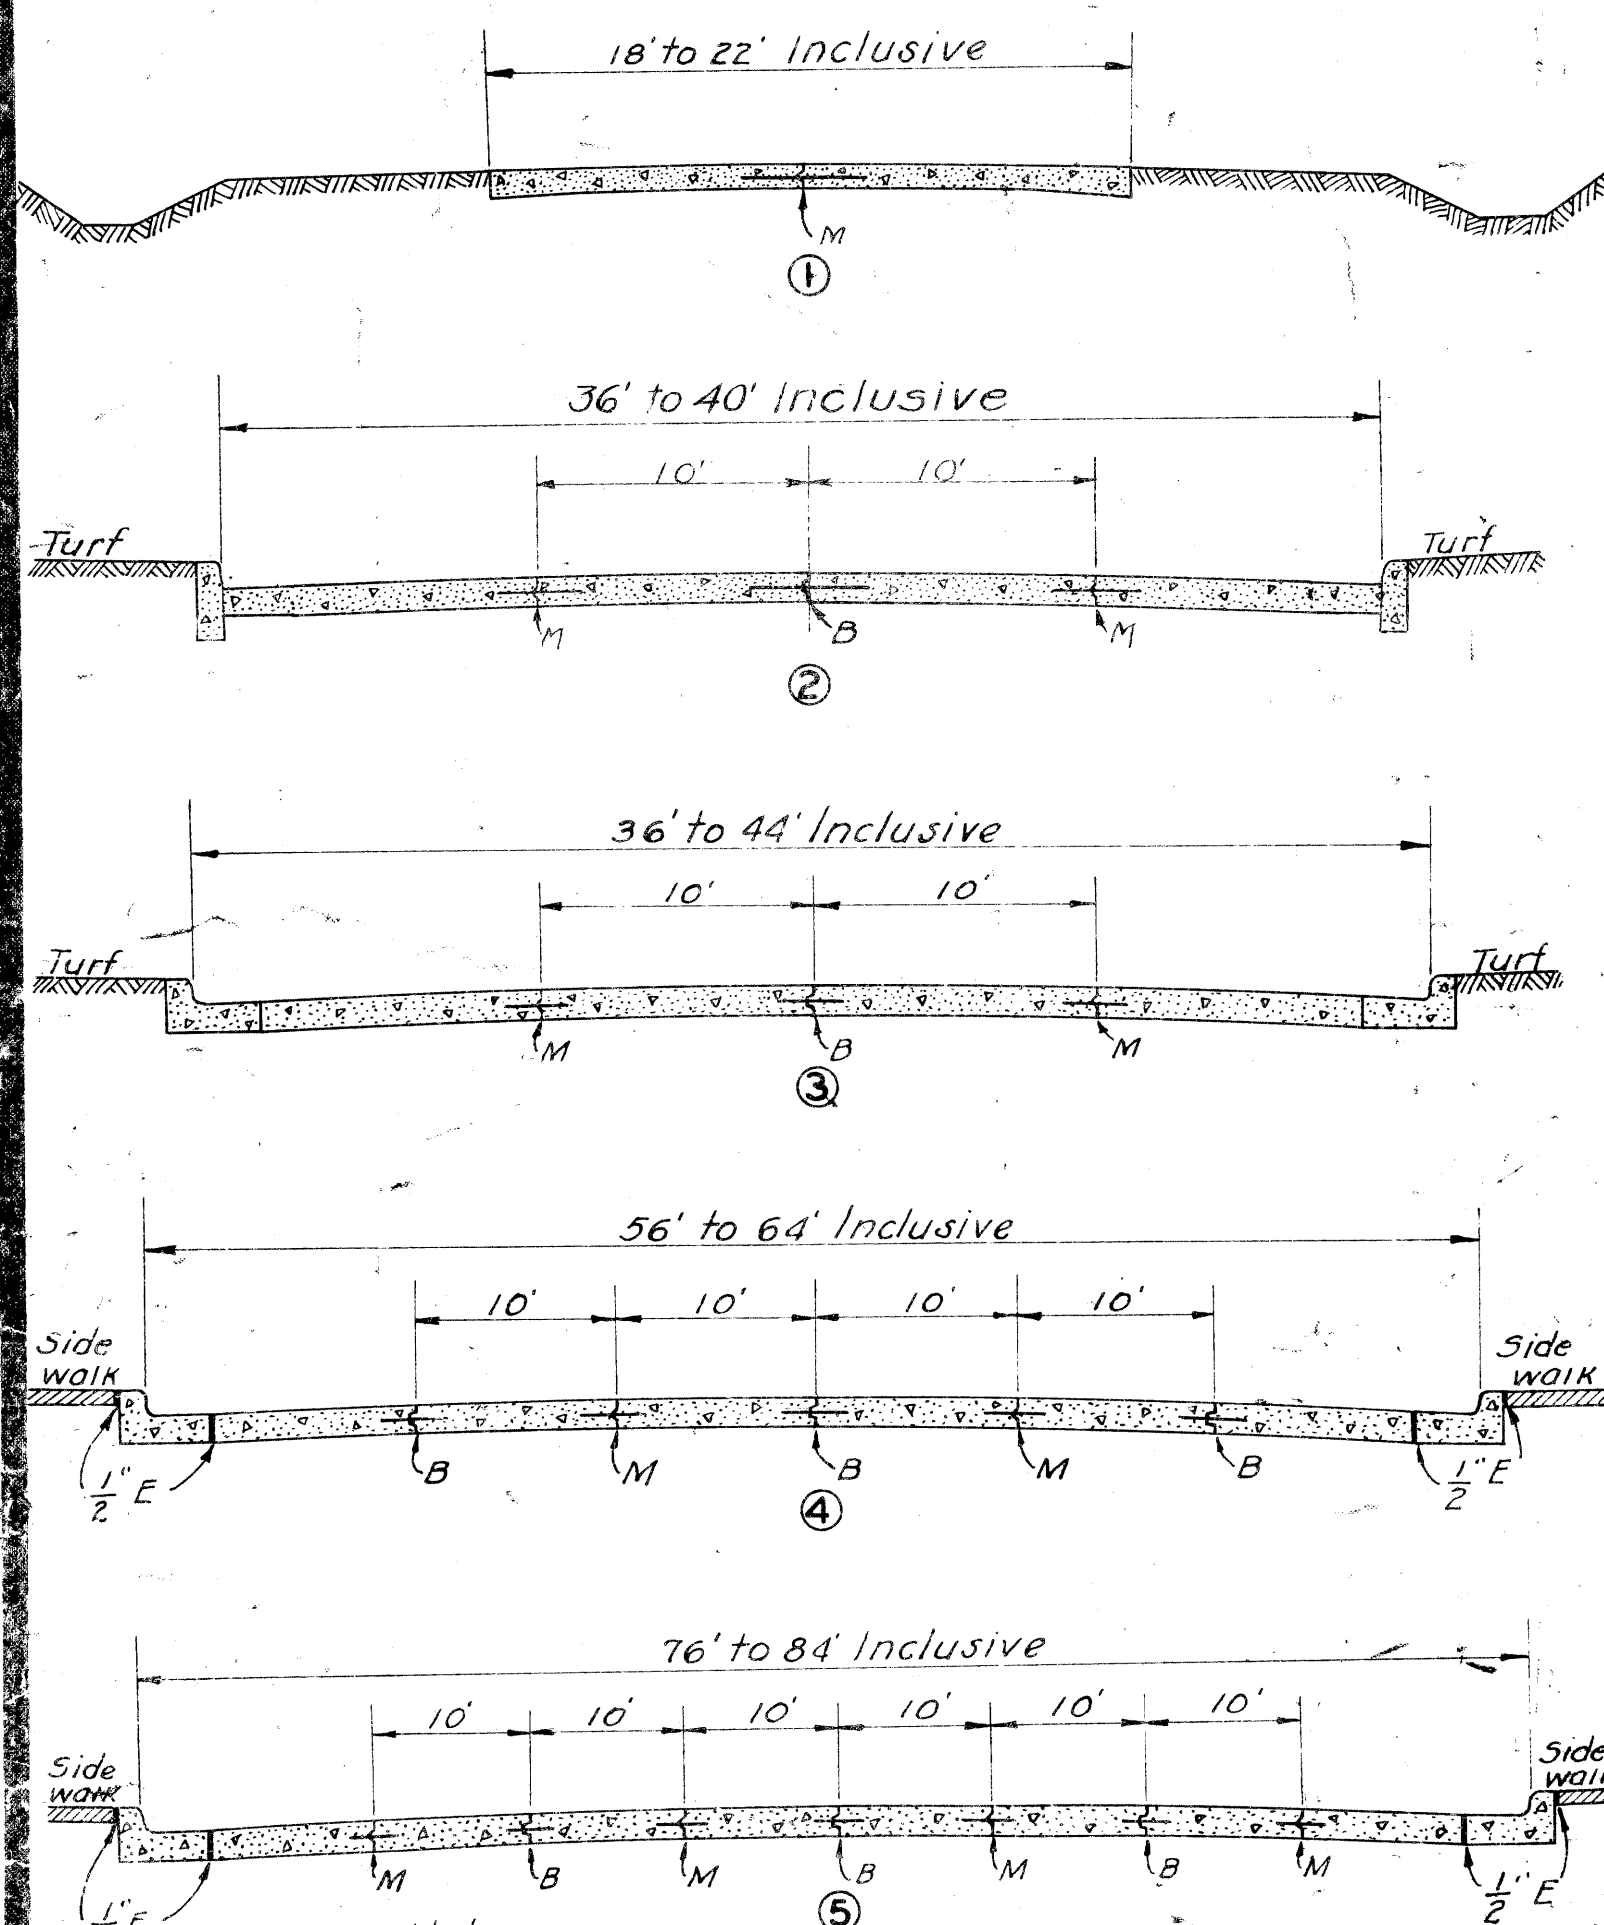 18' to 22' Inclusive
M
1
36' to 40' Inclusive
10' 10'
Turf Turf
M B M
2
36' to 44' Inclusive
10' 10'
Turf Turf
M B M
3
56' to 64' Inclusive
10' 10' 10' 10'
Side Side
walk walk
B M B M B
1/2" E 1/2" E
4
76' to 84' Inclusive
10' 10' 10' 10' 10' 10'
Side Side
walk walk
M B M B M B M
1/2" E 1/2" E
5